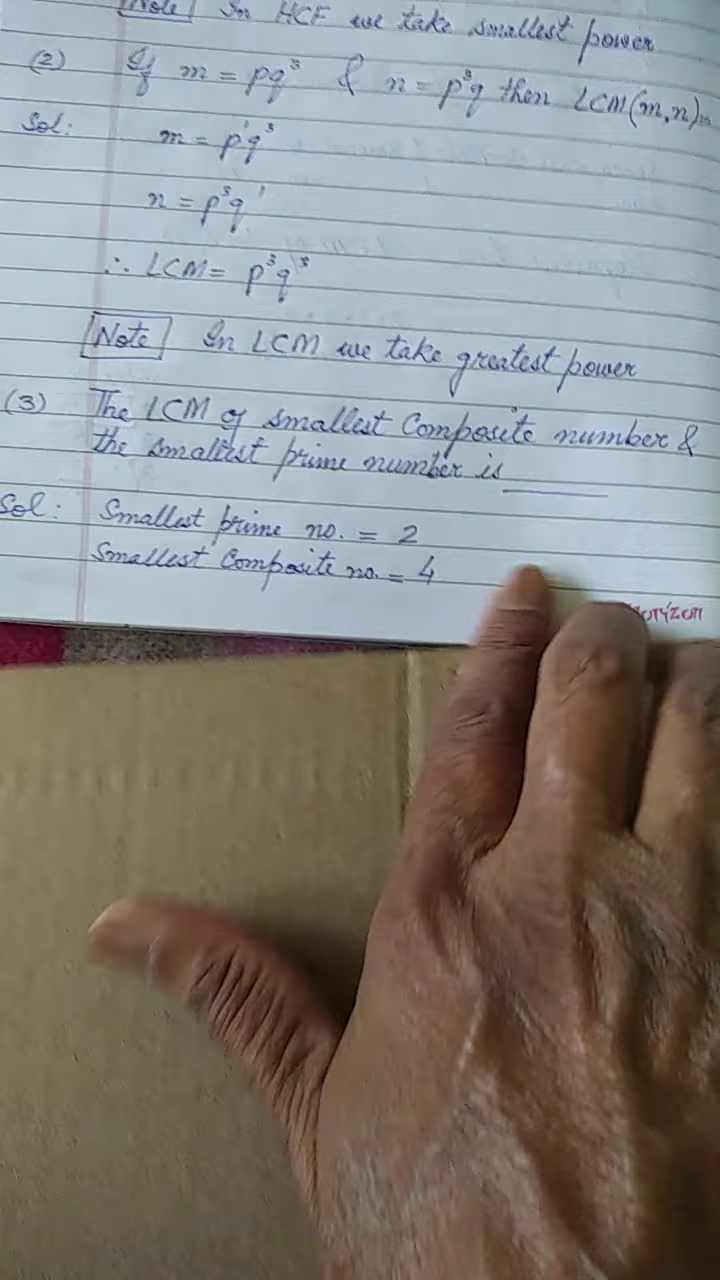 Note In HCF we take smallest power
(2) If m = pq³ & n = p³q then LCM(m,n)=
Sol: m = p¹q³
n = p³q¹
∴ LCM = p³q³
Note In LCM we take greatest power
(3) The LCM of smallest Composite number &
the smallest prime number is ______
Sol: Smallest prime no. = 2
Smallest Composite no. = 4